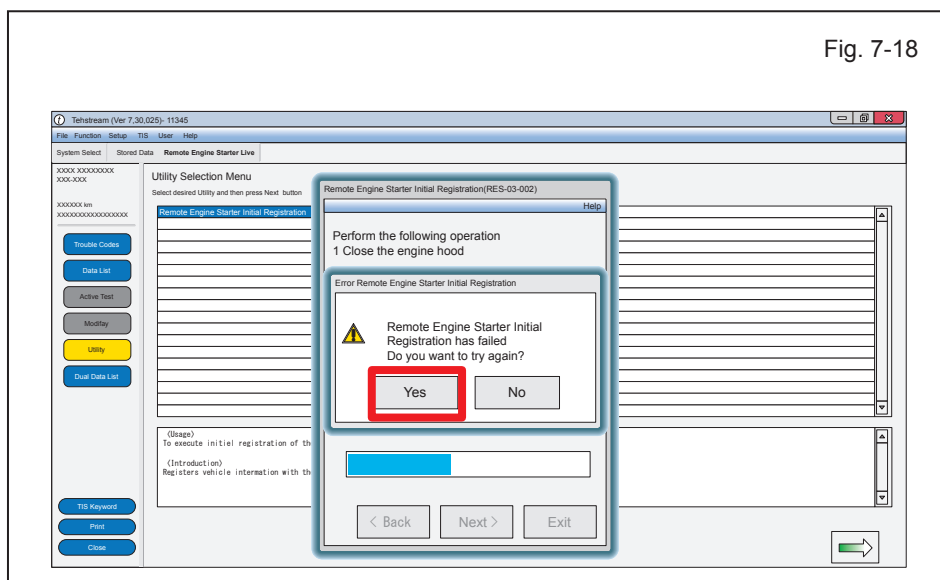 Fig. 7-18
Tehstream (Ver 7,30,025)- 11345
File Function Setup TIS User Help
System Select Stored Data Remote Engine Starter Live
XXXX XXXXXXXX
XXX-XXX
XXXXXX km
XXXXXXXXXXXXXXXXX
Trouble Codes
Data List
Active Test
Modifay
Utility
Dual Data List
TIS Keyword
Print
Close
Utility Selection Menu
Select desired Utility and then press Next button
Remote Engine Starter Initial Registration
(Usage)
To execute initiel registration of th
(Introduction)
Registers vehicle intermation with th
Remote Engine Starter Initial Registration(RES-03-002)
Help
Perform the following operation
1 Close the engine hood
Error Remote Engine Starter Initial Registration
Remote Engine Starter Initial
Registration has failed
Do you want to try again?
Yes No
< Back Next > Exit